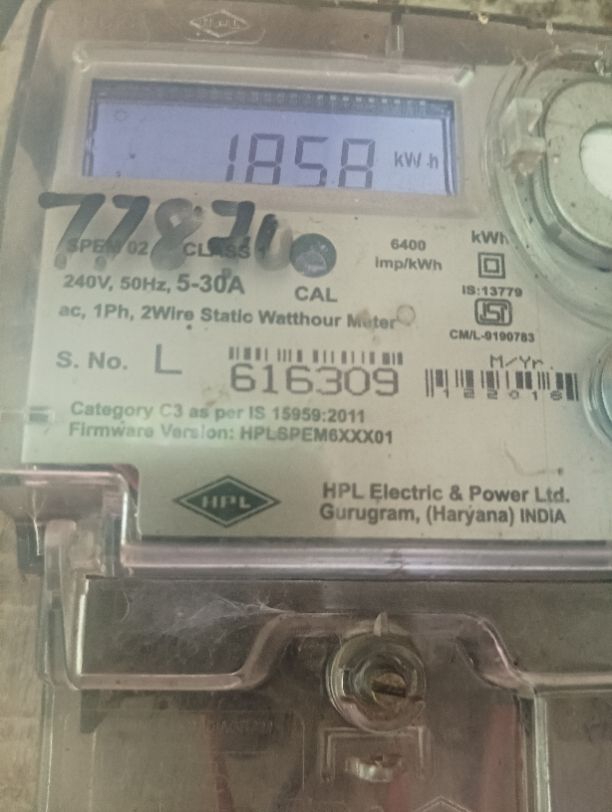 1858 kW·h
77870
SPEM 02 CLASS 1
6400 imp/kWh
kWh
240V, 50Hz, 5-30A
CAL
IS:13779
ac, 1Ph, 2Wire Static Watthour Meter
CM/L-9190783
S. No. L 616309
M/Yr.
122016
Category C3 as per IS 15959:2011
Firmware Version: HPLSPEM6XXX01
HPL
HPL Electric & Power Ltd.
Gurugram, (Haryana) INDIA